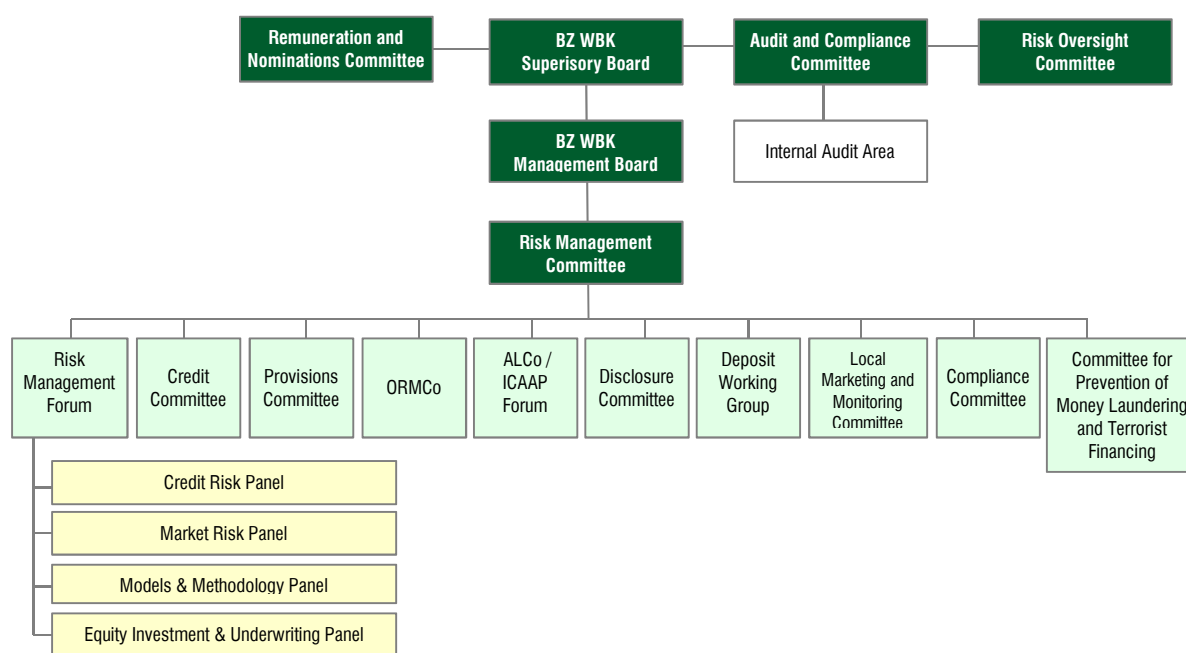 Remuneration and
Nominations Committee
BZ WBK
Superisory Board
Audit and Compliance
Committee
Risk Oversight
Committee
BZ WBK
Management Board
Internal Audit Area
Risk Management
Committee
Risk
Management
Forum
Credit
Committee
Provisions
Committee
ORMCo
ALCo /
ICAAP
Forum
Disclosure
Committee
Deposit
Working
Group
Local
Marketing and
Monitoring
Committee
Compliance
Committee
Committee for
Prevention of
Money Laundering
and Terrorist
Financing
Credit Risk Panel
Market Risk Panel
Models & Methodology Panel
Equity Investment & Underwriting Panel